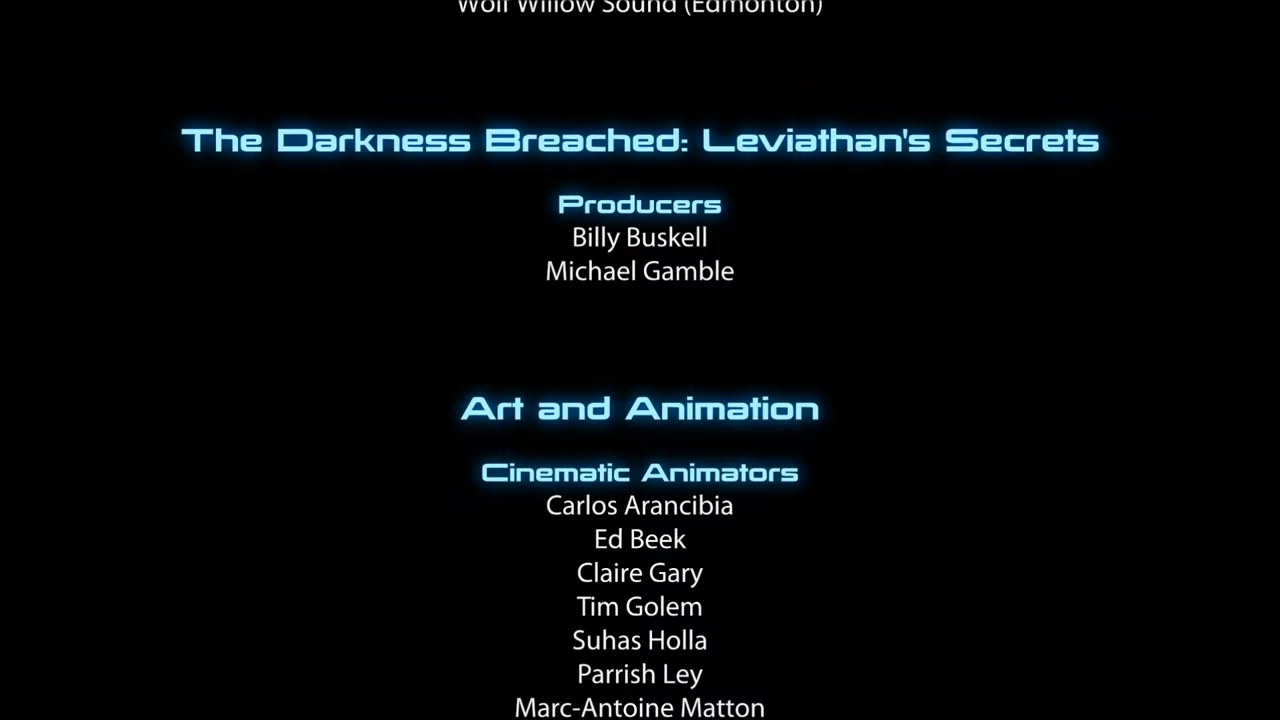 Wolf Willow Sound (Edmonton)
The Darkness Breached: Leviathan's Secrets
Producers
Billy Buskell
Michael Gamble
Art and Animation
Cinematic Animators
Carlos Arancibia
Ed Beek
Claire Gary
Tim Golem
Suhas Holla
Parrish Ley
Marc-Antoine Matton